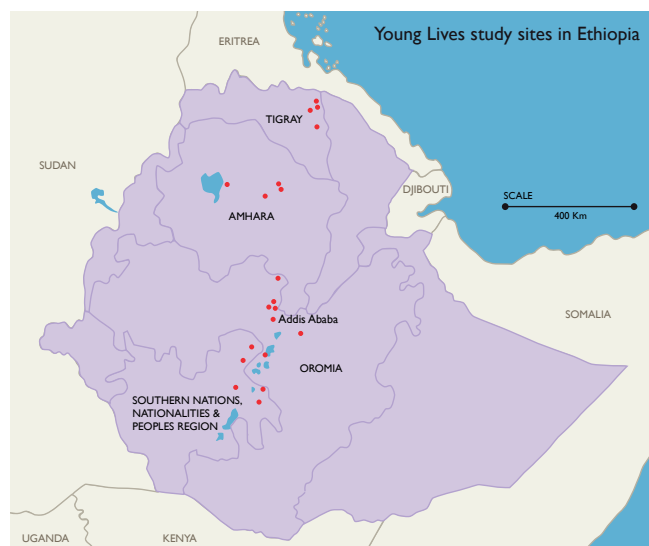 Young Lives study sites in Ethiopia
ERITREA
TIGRAY
SUDAN
DJIBOUTI
SCALE
400 Km
AMHARA
Addis Ababa
SOMALIA
OROMIA
SOUTHERN NATIONS,
NATIONALITIES &
PEOPLES REGION
UGANDA
KENYA